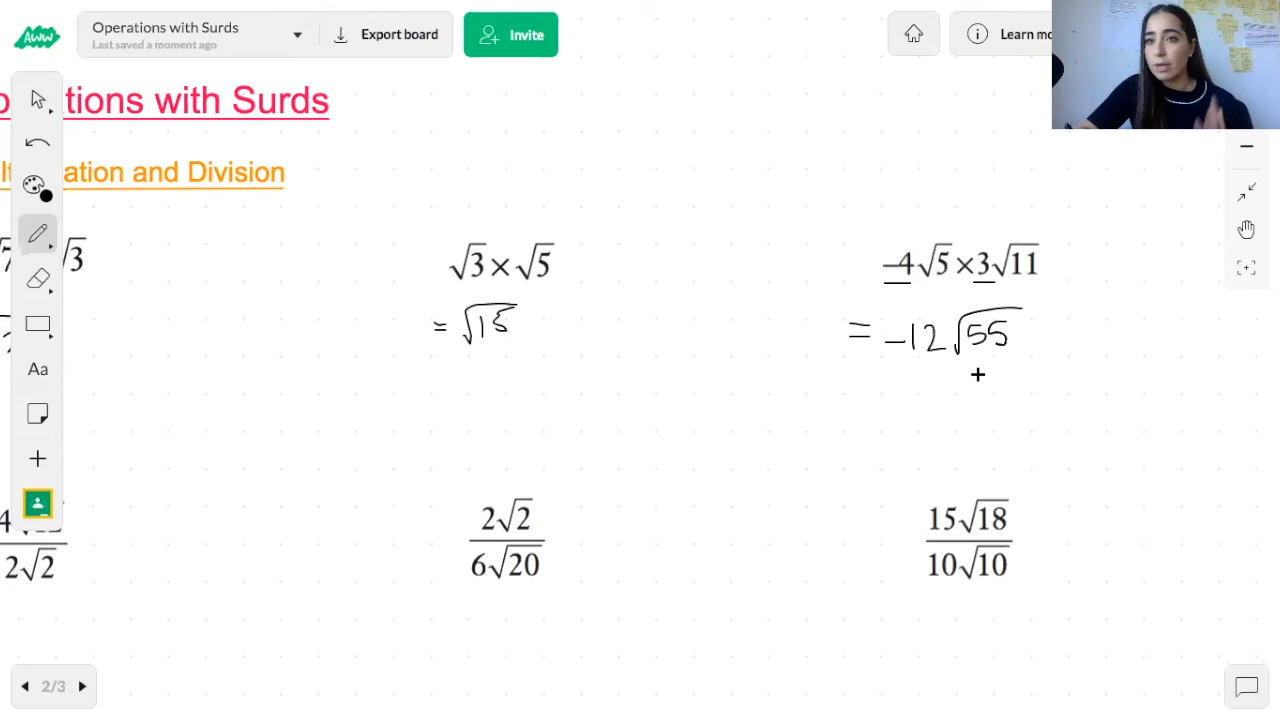 AWW
Operations with Surds
Last saved a moment ago
Export board
Invite
Learn mo
tions with Surds
ation and Division
√3
√3 × √5
–4√5 × 3√11
= √15
= –12√55
2√2
2√2
6√20
15√18
10√10
Aa
2/3